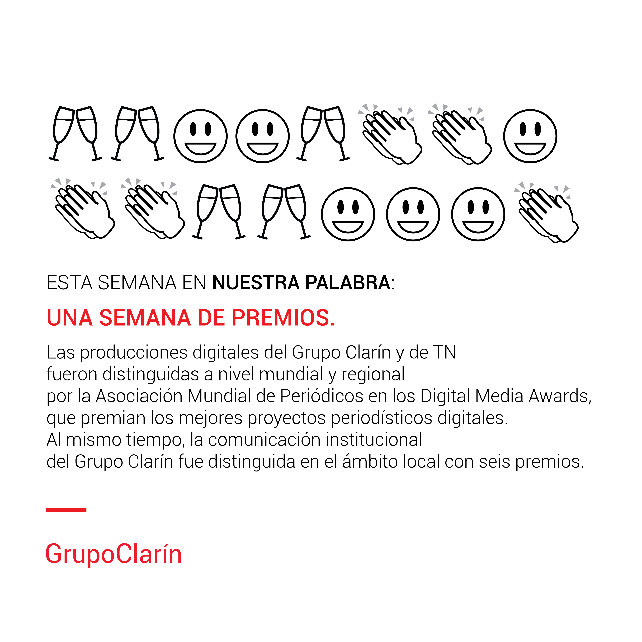 ESTA SEMANA EN NUESTRA PALABRA:
UNA SEMANA DE PREMIOS.
Las producciones digitales del Grupo Clarín y de TN
fueron distinguidas a nivel mundial y regional
por la Asociación Mundial de Periódicos en los Digital Media Awards,
que premian los mejores proyectos periodísticos digitales.
Al mismo tiempo, la comunicación institucional
del Grupo Clarín fue distinguida en el ámbito local con seis premios.
GrupoClarín